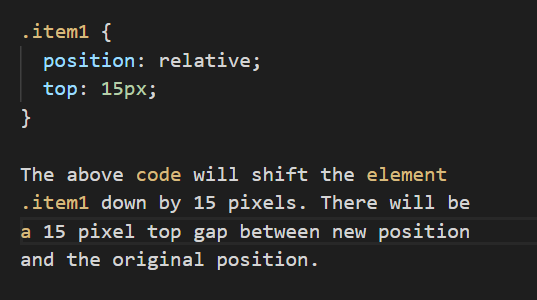 .item1 {
position: relative;
top: 15px;
}
The above code will shift the element
.item1 down by 15 pixels. There will be
a 15 pixel top gap between new position
and the original position.